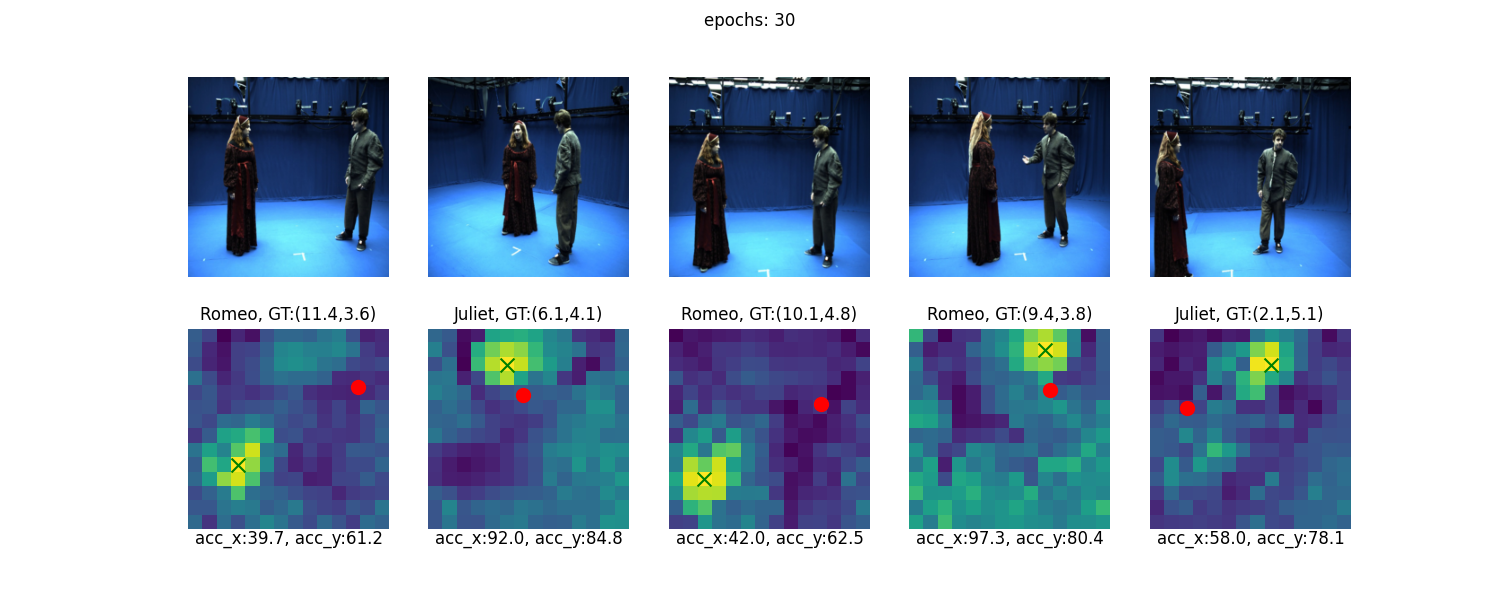 epochs: 30
Romeo, GT:(11.4,3.6)
Juliet, GT:(6.1,4.1)
Romeo, GT:(10.1,4.8)
Romeo, GT:(9.4,3.8)
Juliet, GT:(2.1,5.1)
acc_x:39.7, acc_y:61.2
acc_x:92.0, acc_y:84.8
acc_x:42.0, acc_y:62.5
acc_x:97.3, acc_y:80.4
acc_x:58.0, acc_y:78.1